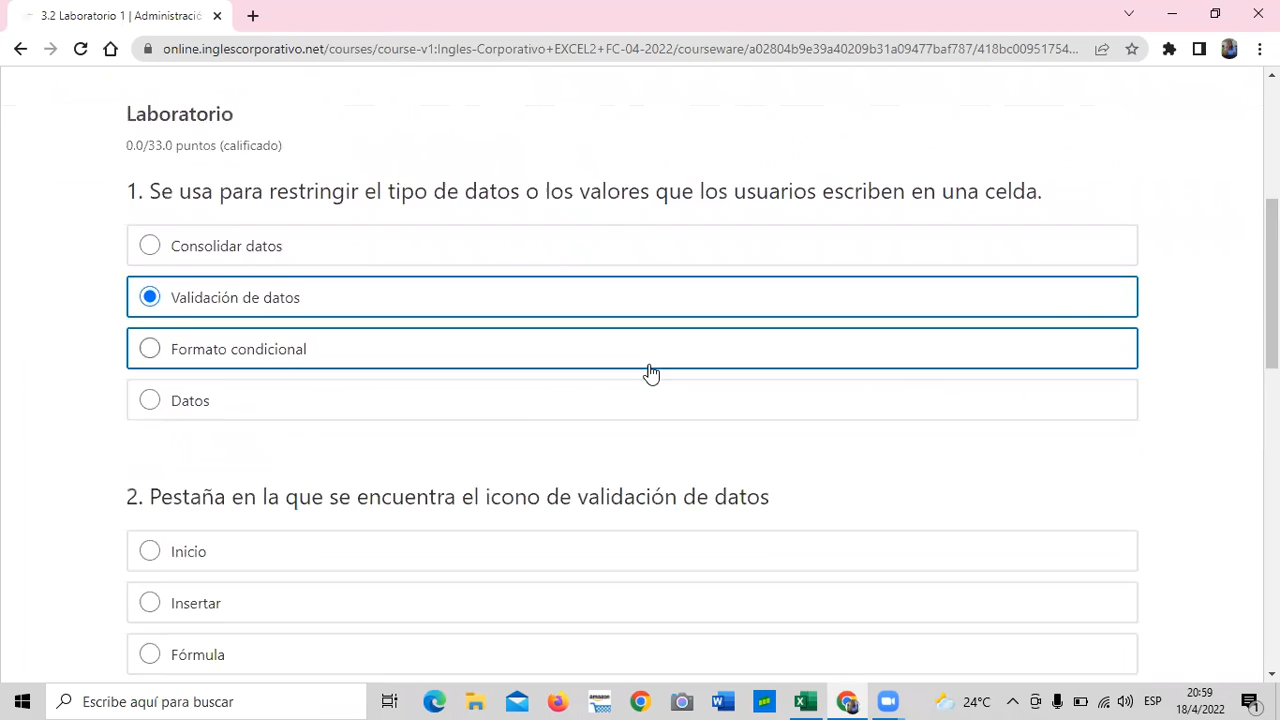 3.2 Laboratorio 1 | Administració
online.inglescorporativo.net/courses/course-v1:Ingles-Corporativo+EXCEL2+FC-04-2022/courseware/a02804b9e39a40209b31a09477baf787/418bc00951754...
Laboratorio
0.0/33.0 puntos (calificado)
1. Se usa para restringir el tipo de datos o los valores que los usuarios escriben en una celda.
Consolidar datos
Validación de datos
Formato condicional
Datos
2. Pestaña en la que se encuentra el icono de validación de datos
Inicio
Insertar
Fórmula
Escribe aquí para buscar
24°C
ESP
20:59
18/4/2022